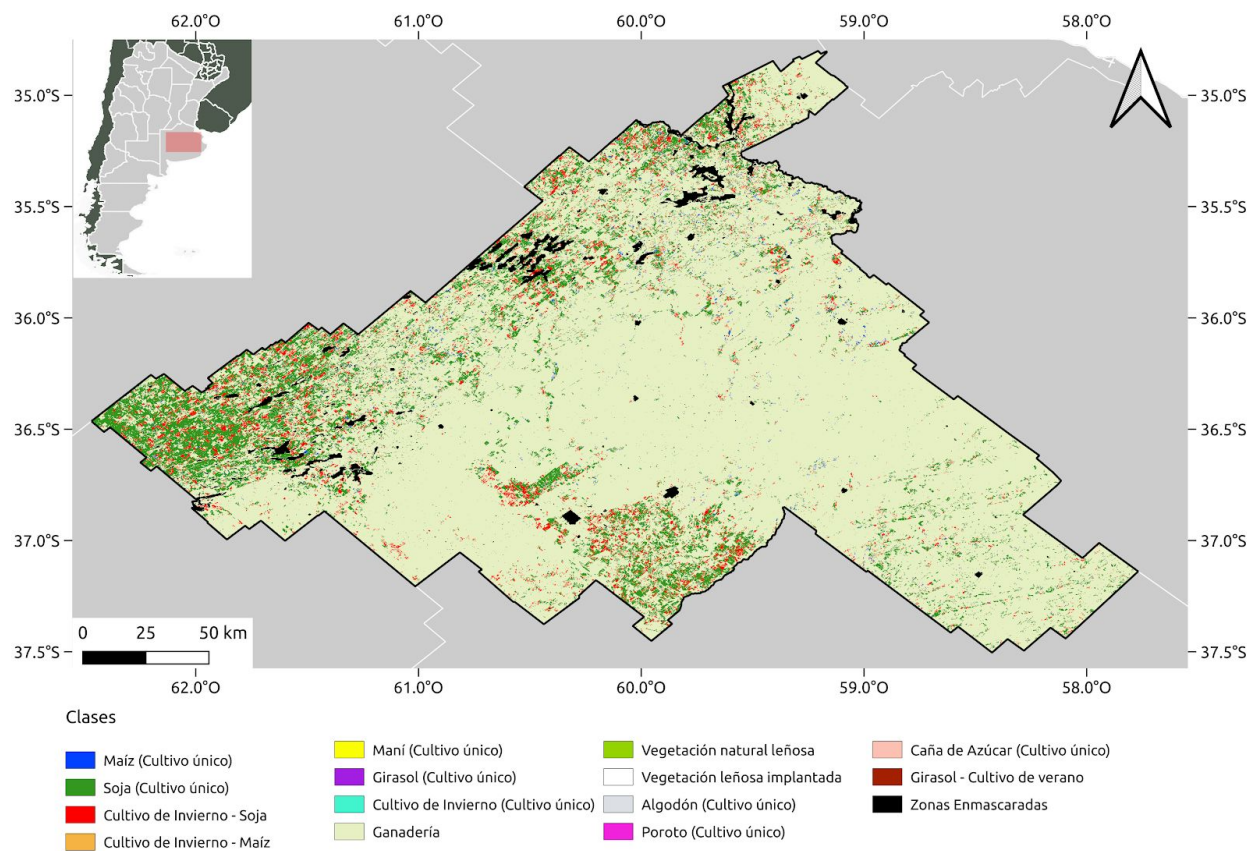 62.0°O 61.0°O 60.0°O 59.0°O 58.0°O
35.0°S 35.0°S
35.5°S 35.5°S
36.0°S 36.0°S
36.5°S 36.5°S
37.0°S 37.0°S
0 25 50 km
37.5°S 37.5°S
62.0°O 61.0°O 60.0°O 59.0°O 58.0°O
Clases
Maíz (Cultivo único)
Soja (Cultivo único)
Cultivo de Invierno - Soja
Cultivo de Invierno - Maíz
Maní (Cultivo único)
Girasol (Cultivo único)
Cultivo de Invierno (Cultivo único)
Ganadería
Vegetación natural leñosa
Vegetación leñosa implantada
Algodón (Cultivo único)
Poroto (Cultivo único)
Caña de Azúcar (Cultivo único)
Girasol - Cultivo de verano
Zonas Enmascaradas